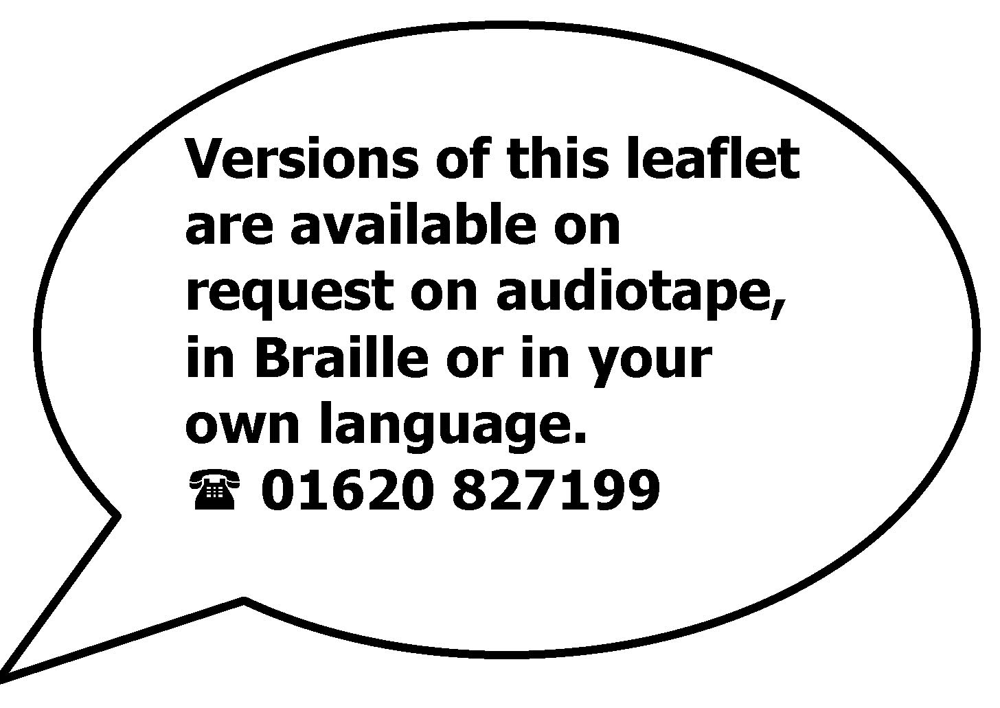 Versions of this leaflet
are available on
request on audiotape,
in Braille or in your
own language.
☎ 01620 827199